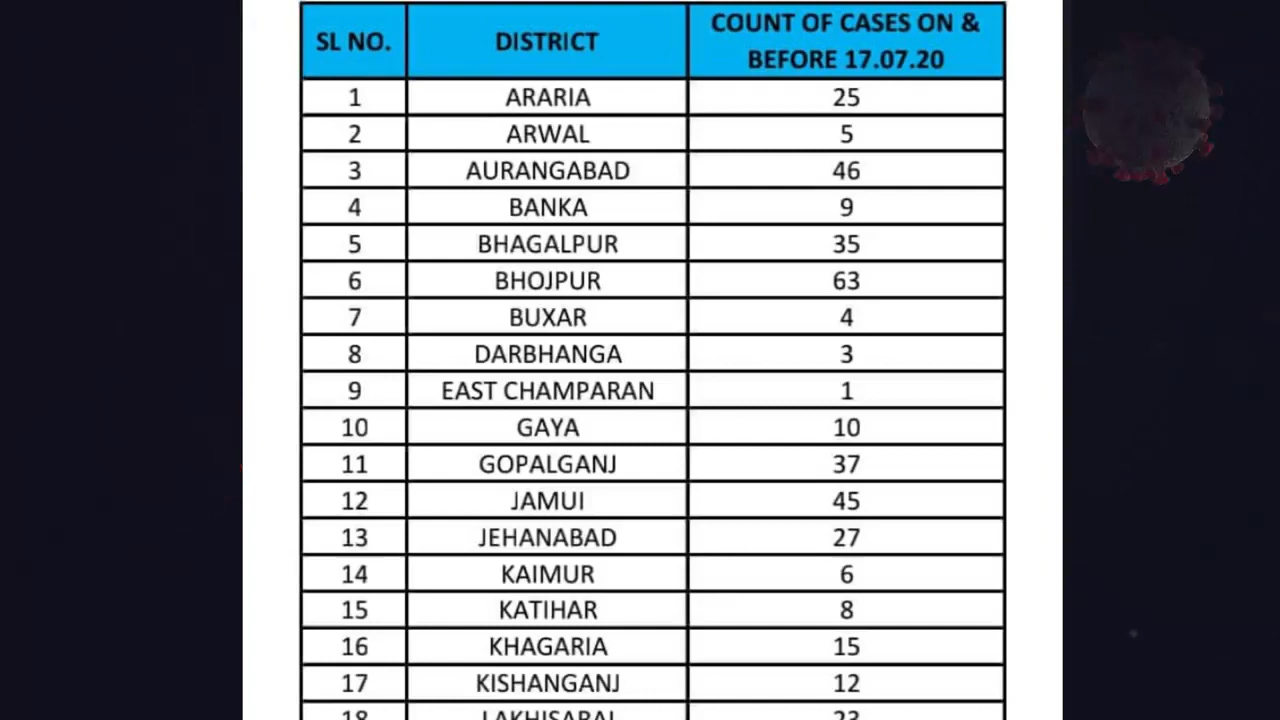 SL NO. DISTRICT COUNT OF CASES ON & BEFORE 17.07.20
1 ARARIA 25
2 ARWAL 5
3 AURANGABAD 46
4 BANKA 9
5 BHAGALPUR 35
6 BHOJPUR 63
7 BUXAR 4
8 DARBHANGA 3
9 EAST CHAMPARAN 1
10 GAYA 10
11 GOPALGANJ 37
12 JAMUI 45
13 JEHANABAD 27
14 KAIMUR 6
15 KATIHAR 8
16 KHAGARIA 15
17 KISHANGANJ 12
18 LAKHISARAI 23